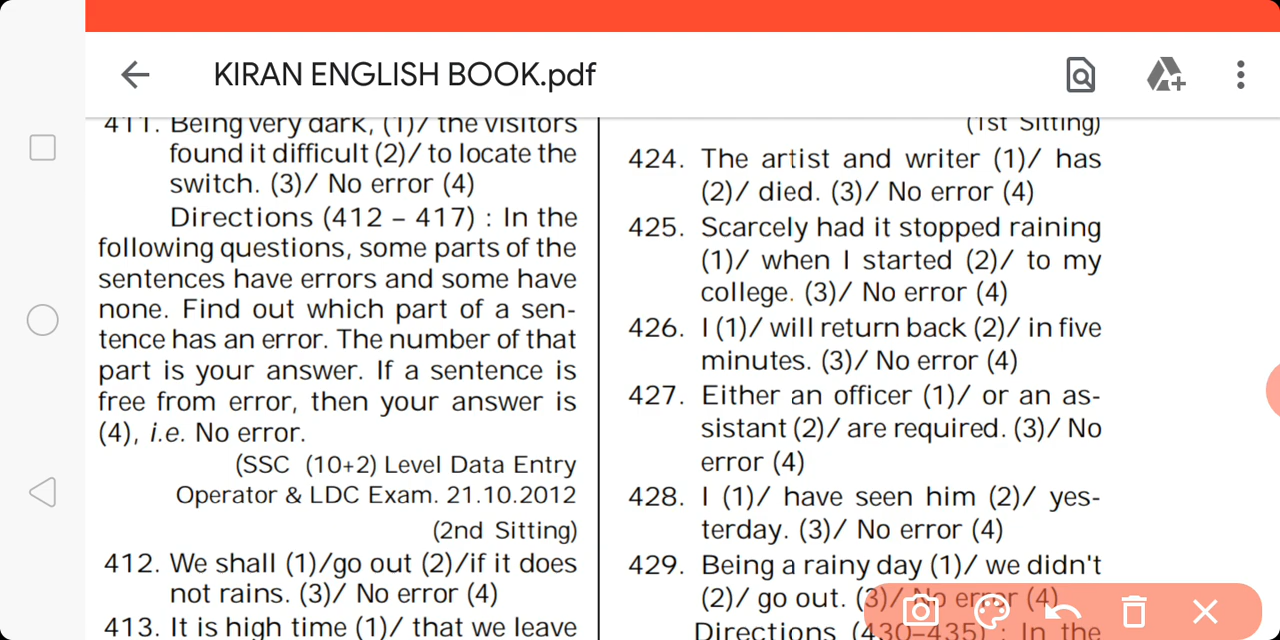 KIRAN ENGLISH BOOK.pdf
411. Being very dark, (1)/ the visitors
found it difficult (2)/ to locate the
switch. (3)/ No error (4)
Directions (412 – 417) : In the
following questions, some parts of the
sentences have errors and some have
none. Find out which part of a sen-
tence has an error. The number of that
part is your answer. If a sentence is
free from error, then your answer is
(4), i.e. No error.
(SSC (10+2) Level Data Entry
Operator & LDC Exam. 21.10.2012
(2nd Sitting)
412. We shall (1)/go out (2)/if it does
not rains. (3)/ No error (4)
413. It is high time (1)/ that we leave
(1st Sitting)
424. The artist and writer (1)/ has
(2)/ died. (3)/ No error (4)
425. Scarcely had it stopped raining
(1)/ when I started (2)/ to my
college. (3)/ No error (4)
426. I (1)/ will return back (2)/ in five
minutes. (3)/ No error (4)
427. Either an officer (1)/ or an as-
sistant (2)/ are required. (3)/ No
error (4)
428. I (1)/ have seen him (2)/ yes-
terday. (3)/ No error (4)
429. Being a rainy day (1)/ we didn't
(2)/ go out. (3)/ No error (4)
Directions (430–435) : In the